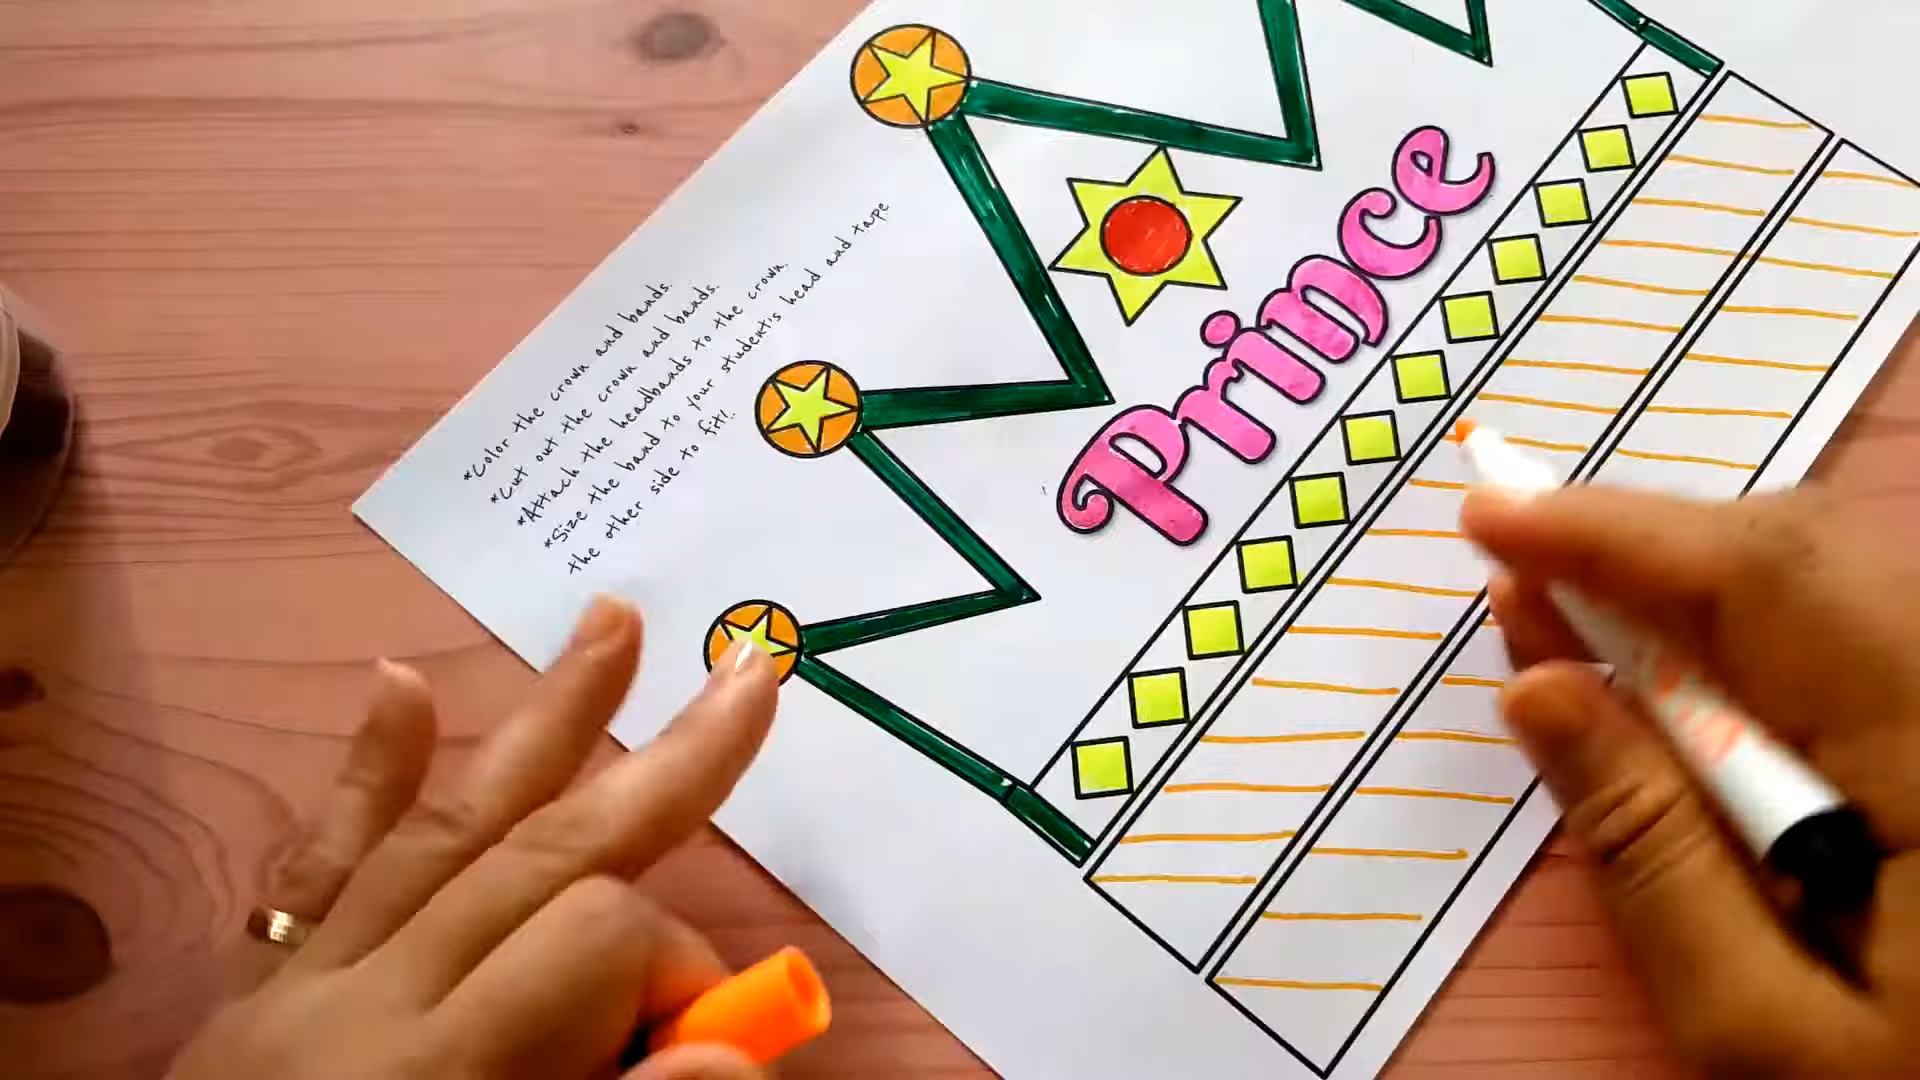 *Color the crown and bands.
*Cut out the crown and bands.
*Attach the headbands to the crown.
*Size the band to your student's head and tape
the other side to fit!.
Prince